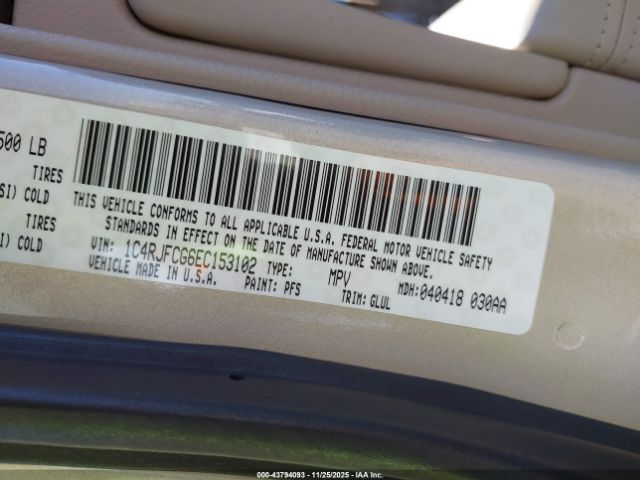 500 LB
TIRES
SI) COLD
TIRES
SI) COLD
THIS VEHICLE CONFORMS TO ALL APPLICABLE U.S.A. FEDERAL MOTOR VEHICLE SAFETY
STANDARDS IN EFFECT ON THE DATE OF MANUFACTURE SHOWN ABOVE.
VIN: 1C4RJFCG6EC153102 TYPE: MPV MDH: 040418 030AA
VEHICLE MADE IN U.S.A. PAINT: PFS TRIM: GLUL
000-43794093 - 11/25/2025 - IAA Inc.